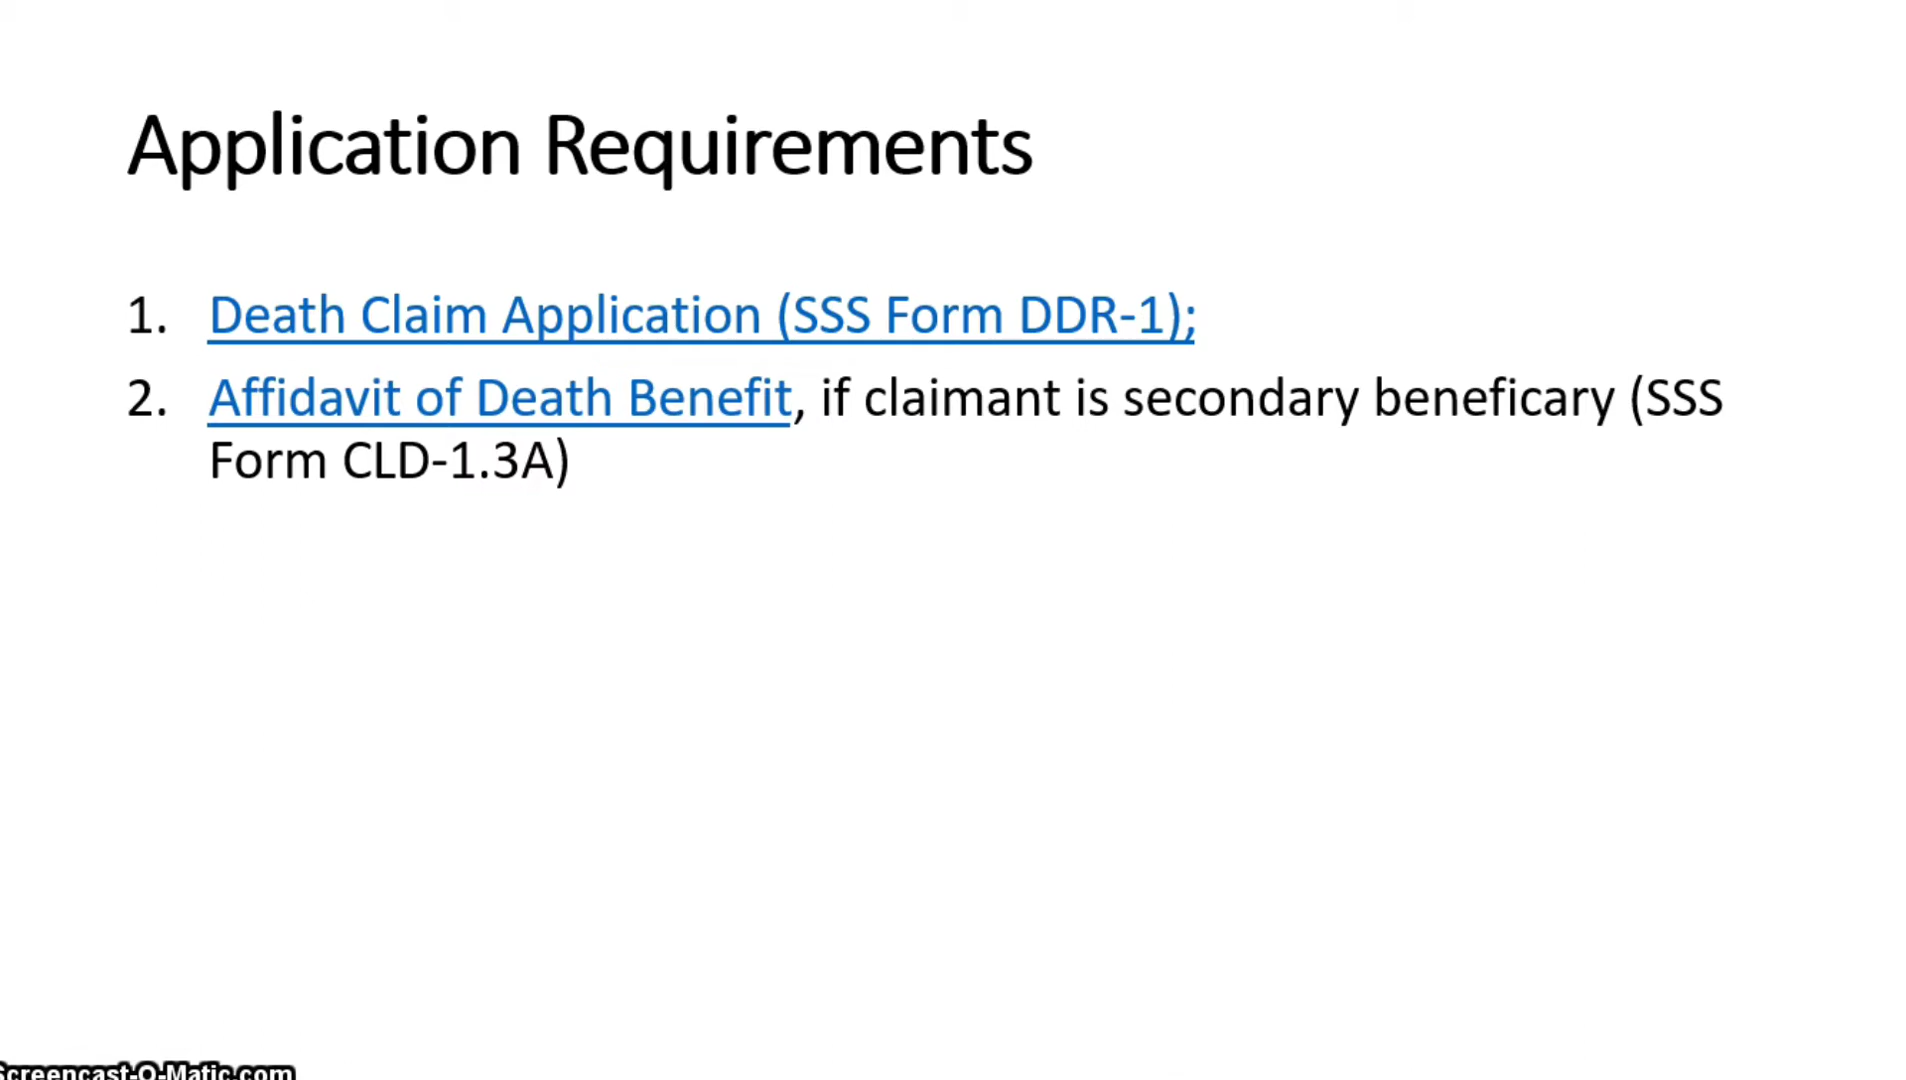 Application Requirements
1. Death Claim Application (SSS Form DDR-1);
2. Affidavit of Death Benefit, if claimant is secondary beneficary (SSS
Form CLD-1.3A)
Screencast-O-Matic.com